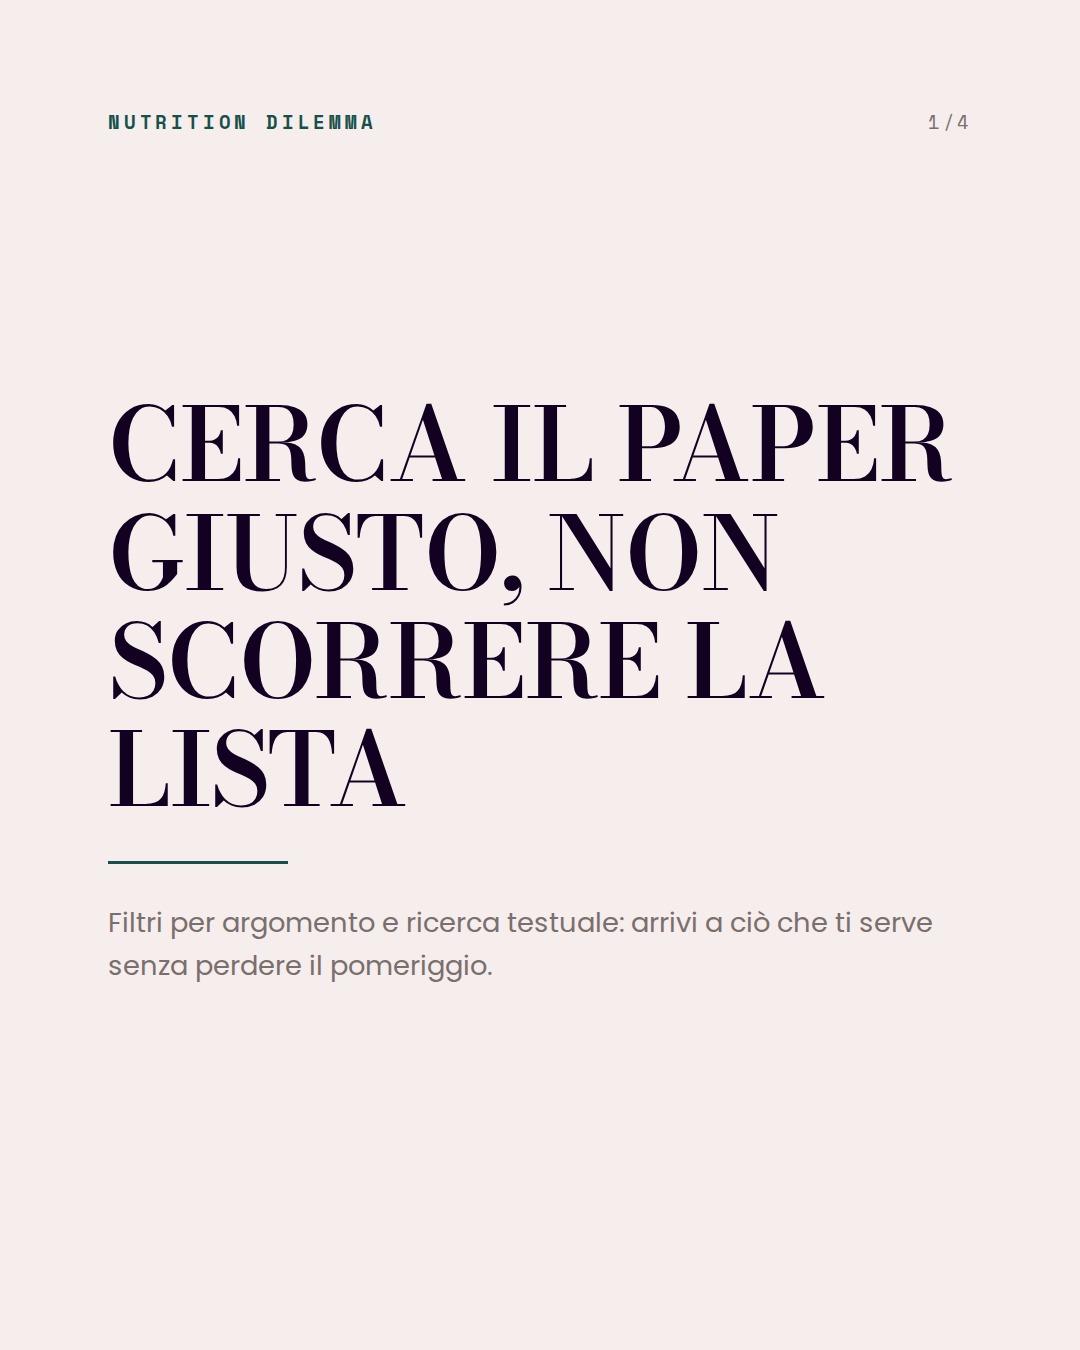 NUTRITION DILEMMA
1/4
CERCA IL PAPER
GIUSTO, NON
SCORRERE LA
LISTA
Filtri per argomento e ricerca testuale: arrivi a ciò che ti serve
senza perdere il pomeriggio.